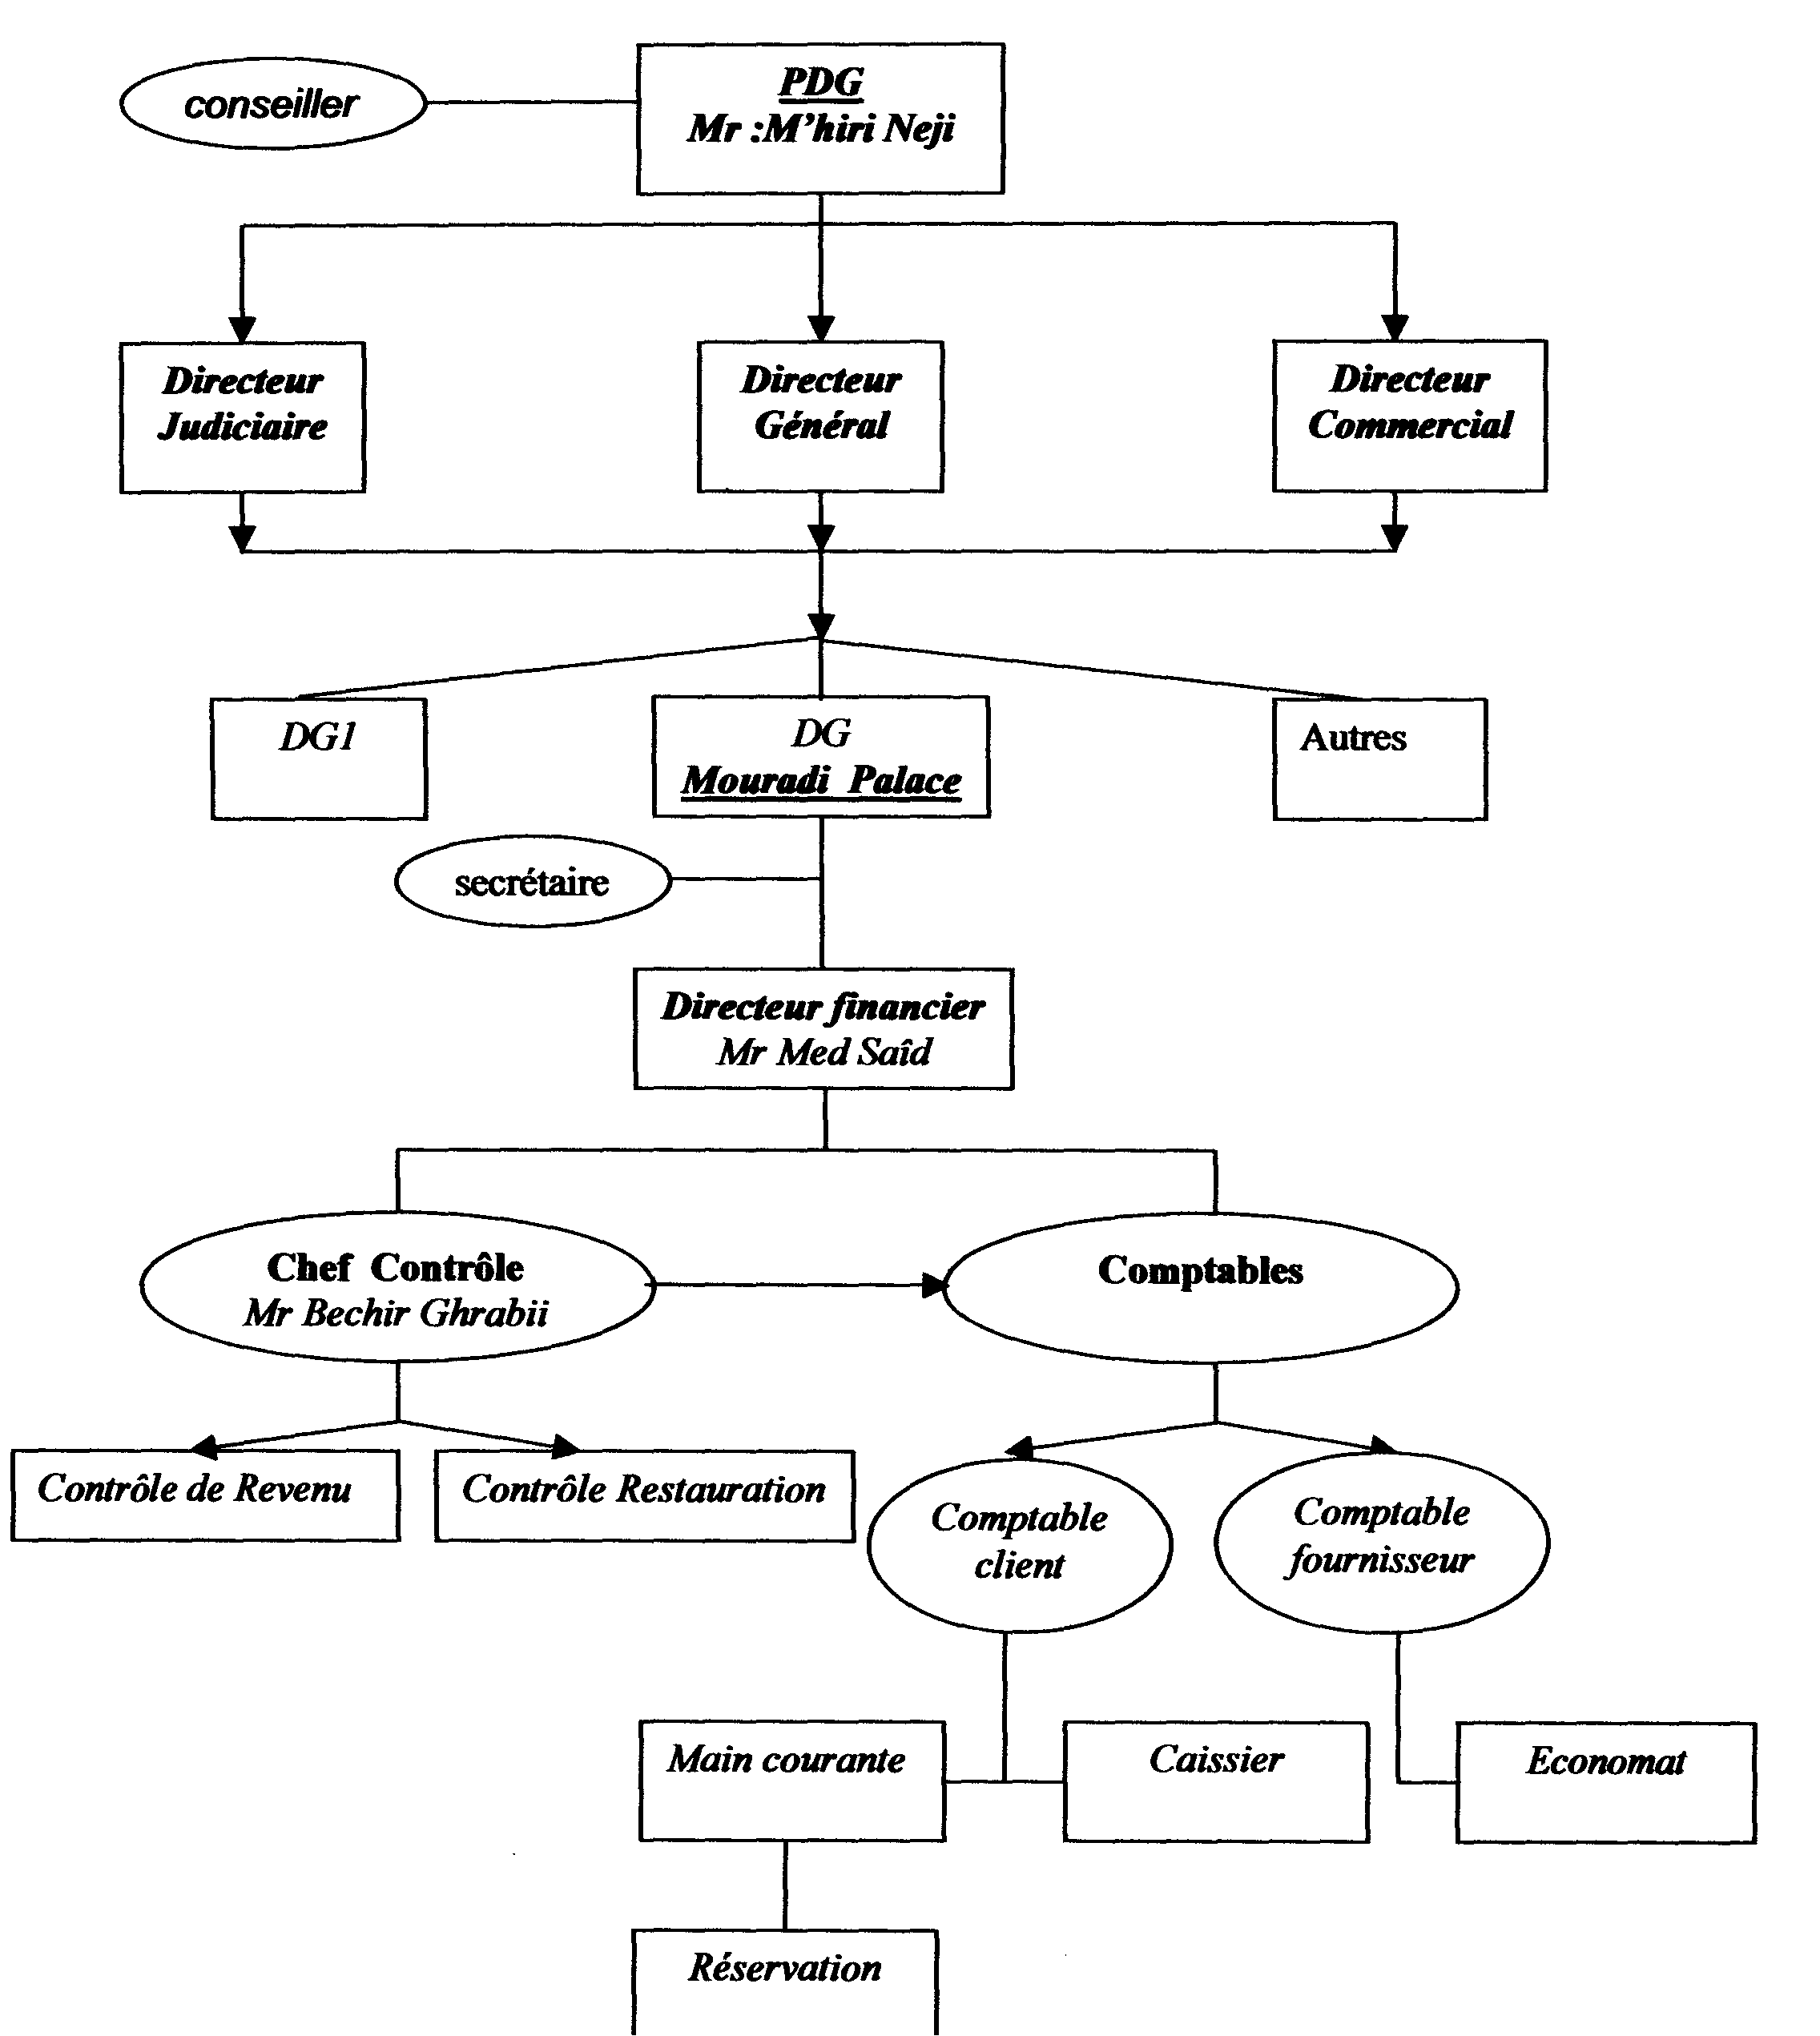 conseiller
PDG
Mr :M'hiri Neji
Directeur
Judiciaire
Directeur
Général
Directeur
Commercial
DG1
DG
Mouradi Palace
Autres
secrétaire
Directeur financier
Mr Med Saîd
Chef Contrôle
Mr Bechir Ghrabii
Comptables
Contrôle de Revenu
Contrôle Restauration
Comptable
client
Comptable
fournisseur
Main courante
Caissier
Economat
Réservation